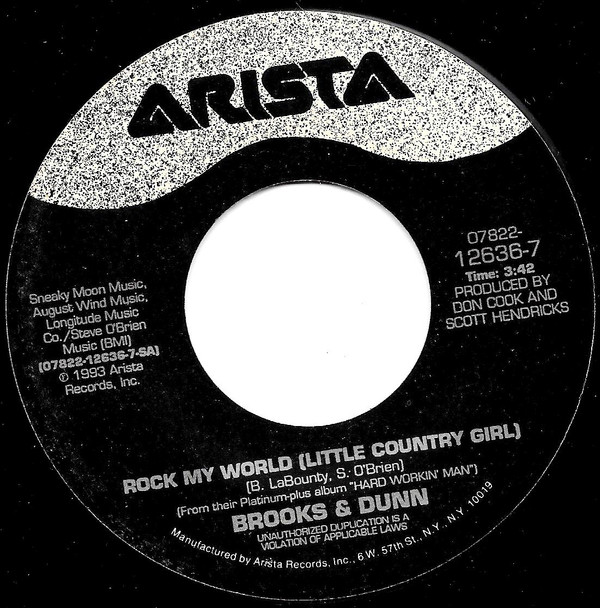 ARISTA
07822-
12636-7
Time: 3:42
PRODUCED BY
DON COOK AND
SCOTT HENDRICKS
Sneaky Moon Music,
August Wind Music,
Longitude Music
Co./Steve O'Brien
Music (BMI)
(07822-12636-7-SA)
℗ 1993 Arista
Records, Inc.
ROCK MY WORLD (LITTLE COUNTRY GIRL)
(B. LaBounty, S. O'Brien)
(From their Platinum-plus album "HARD WORKIN' MAN")
BROOKS & DUNN
UNAUTHORIZED DUPLICATION IS A
VIOLATION OF APPLICABLE LAWS
Manufactured by Arista Records, Inc., 6 W. 57th St., N.Y., N.Y. 10019